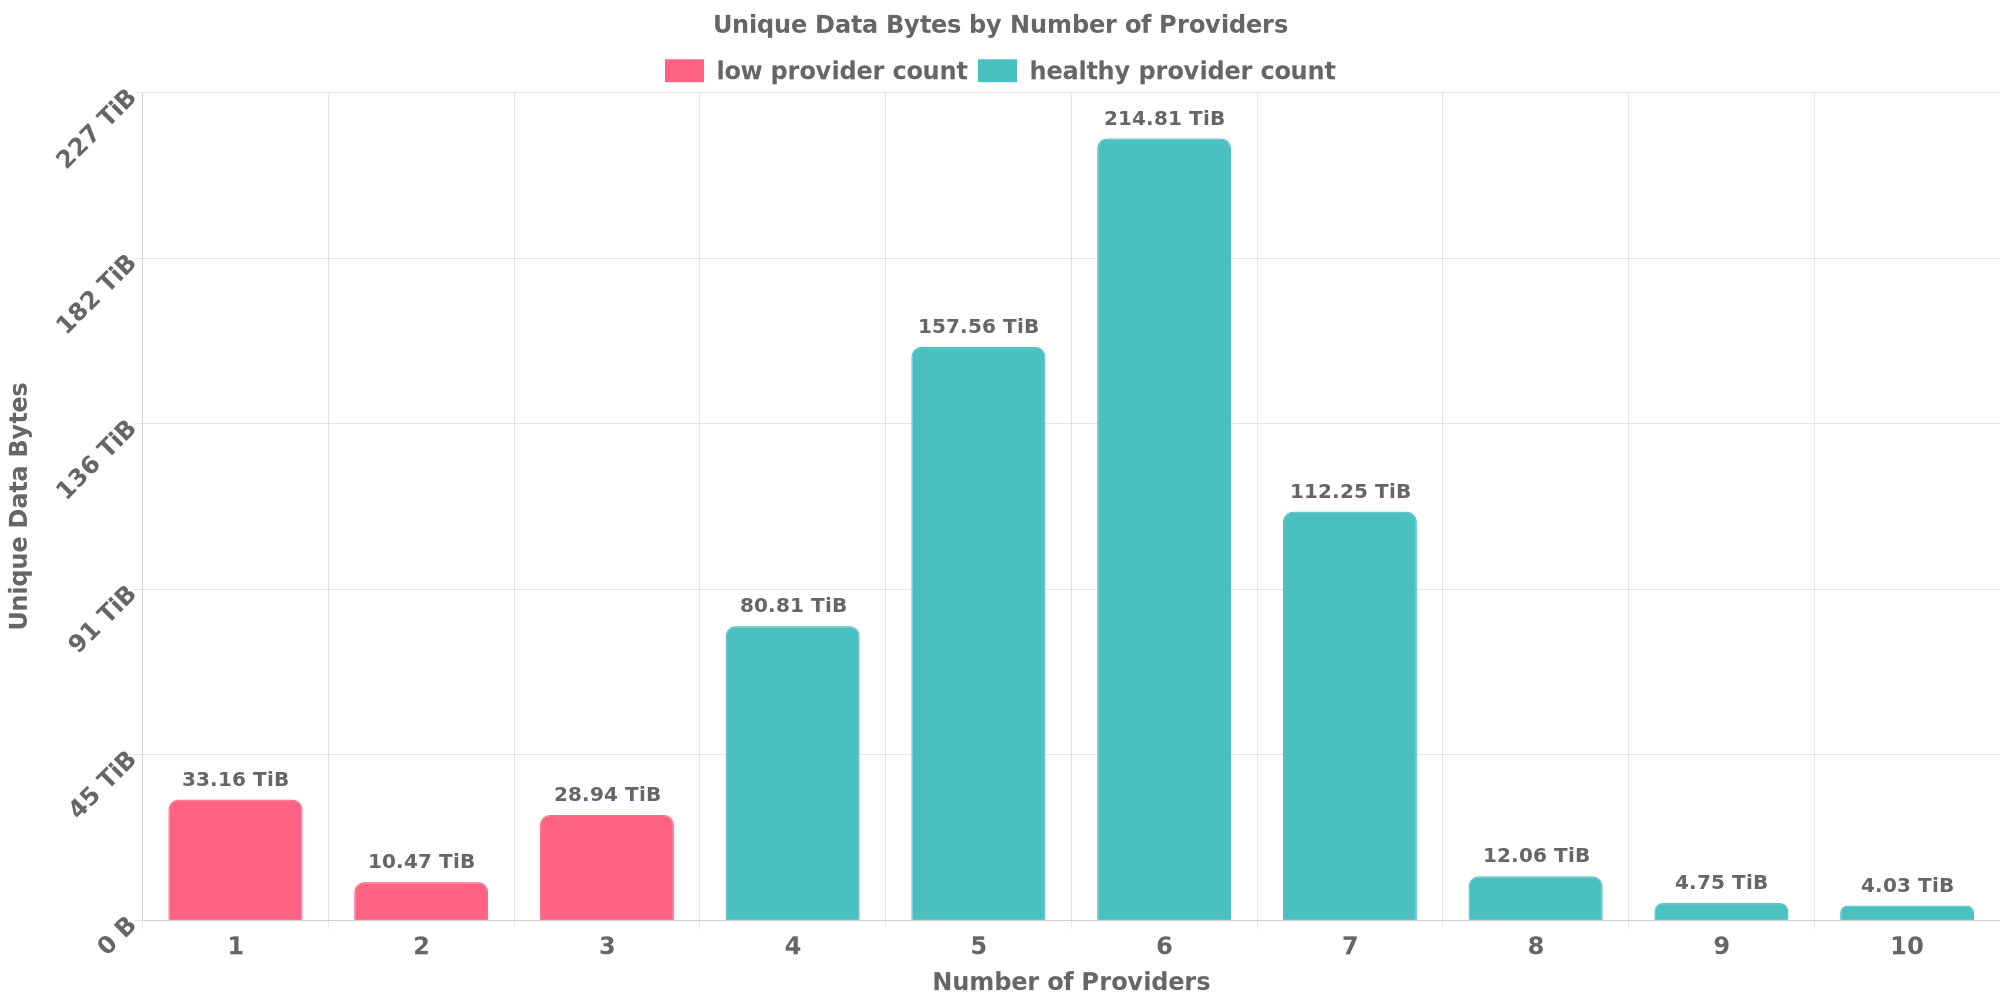 Unique Data Bytes by Number of Providers
low provider count healthy provider count
227 TiB
182 TiB
136 TiB
91 TiB
45 TiB
0 B
Unique Data Bytes
33.16 TiB
10.47 TiB
28.94 TiB
80.81 TiB
157.56 TiB
214.81 TiB
112.25 TiB
12.06 TiB
4.75 TiB
4.03 TiB
1 2 3 4 5 6 7 8 9 10
Number of Providers